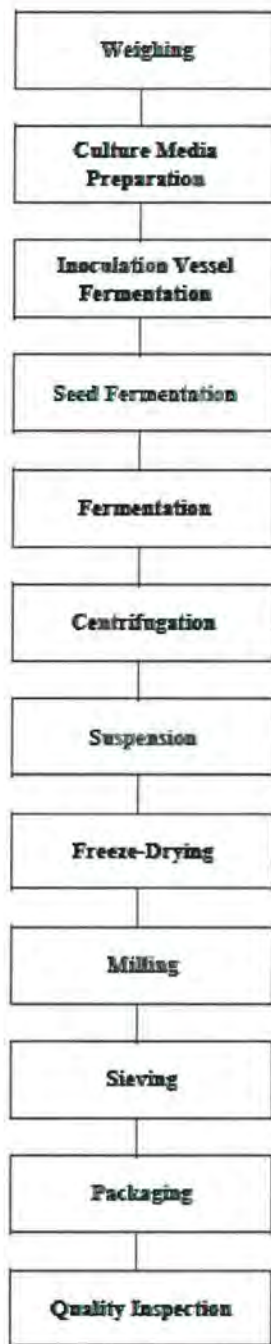 Weighing
Culture Media
Preparation
Inoculation Vessel
Fermentation
Seed Fermentation
Fermentation
Centrifugation
Suspension
Freeze-Drying
Milling
Sieving
Packaging
Quality Inspection